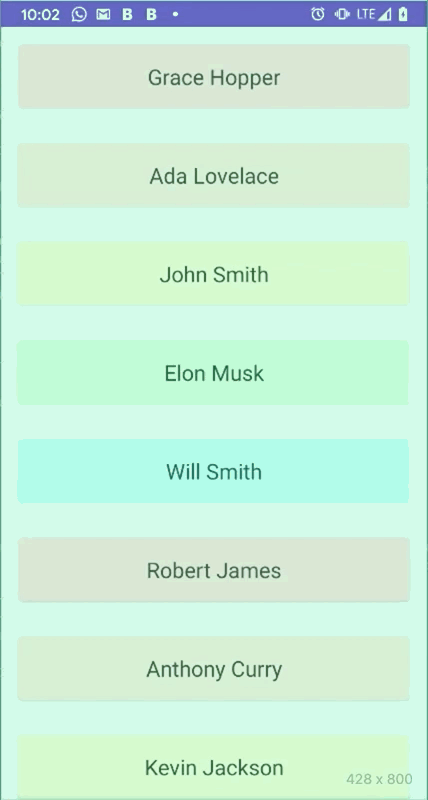 10:02 B B LTE
Grace Hopper
Ada Lovelace
John Smith
Elon Musk
Will Smith
Robert James
Anthony Curry
Kevin Jackson
428 x 800